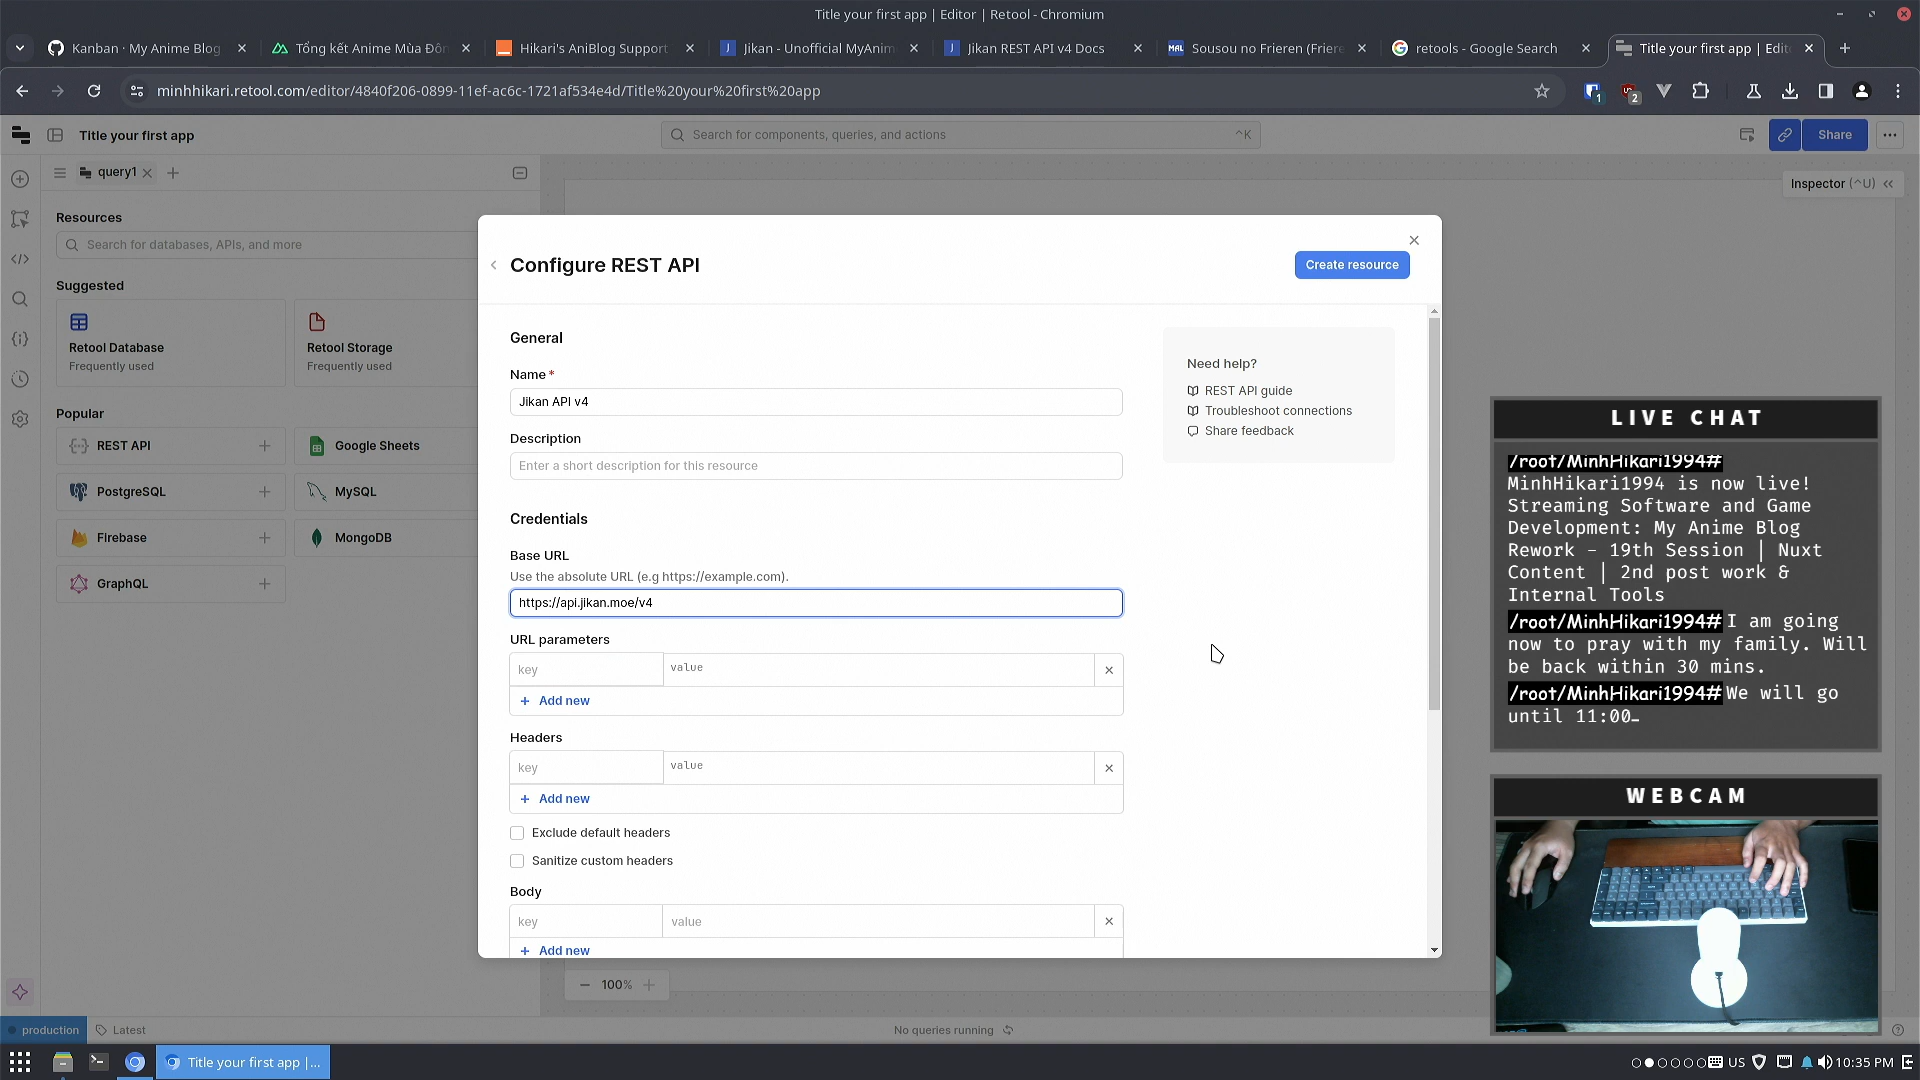 Title your first app | Editor | Retool - Chromium
Kanban · My Anime Blog
Tổng kết Anime Mùa Đôn
Hikari's AniBlog Support
Jikan - Unofficial MyAnim
Jikan REST API v4 Docs
MAL
Sousou no Frieren (Friere
retools - Google Search
Title your first app | Edit
minhhikari.retool.com/editor/4840f206-0899-11ef-ac6c-1721af534e4d/Title%20your%20first%20app
1
2
Title your first app
Search for components, queries, and actions
^K
Share
query1
Inspector (^U)
Resources
Search for databases, APIs, and more
Suggested
Retool Database
Frequently used
Retool Storage
Frequently used
Popular
REST API
Google Sheets
PostgreSQL
MySQL
Firebase
MongoDB
GraphQL
Configure REST API
Create resource
General
Name *
Jikan API v4
Description
Enter a short description for this resource
Credentials
Base URL
Use the absolute URL (e.g https://example.com).
https://api.jikan.moe/v4
URL parameters
key
value
+ Add new
Headers
key
value
+ Add new
Exclude default headers
Sanitize custom headers
Body
key
value
+ Add new
Need help?
REST API guide
Troubleshoot connections
Share feedback
LIVE CHAT
/root/MinhHikari1994#
MinhHikari1994 is now live!
Streaming Software and Game
Development: My Anime Blog
Rework - 19th Session | Nuxt
Content | 2nd post work &
Internal Tools
/root/MinhHikari1994# I am going
now to pray with my family. Will
be back within 30 mins.
/root/MinhHikari1994# We will go
until 11:00
WEBCAM
100%
production
Latest
No queries running
Title your first app |...
US
10:35 PM